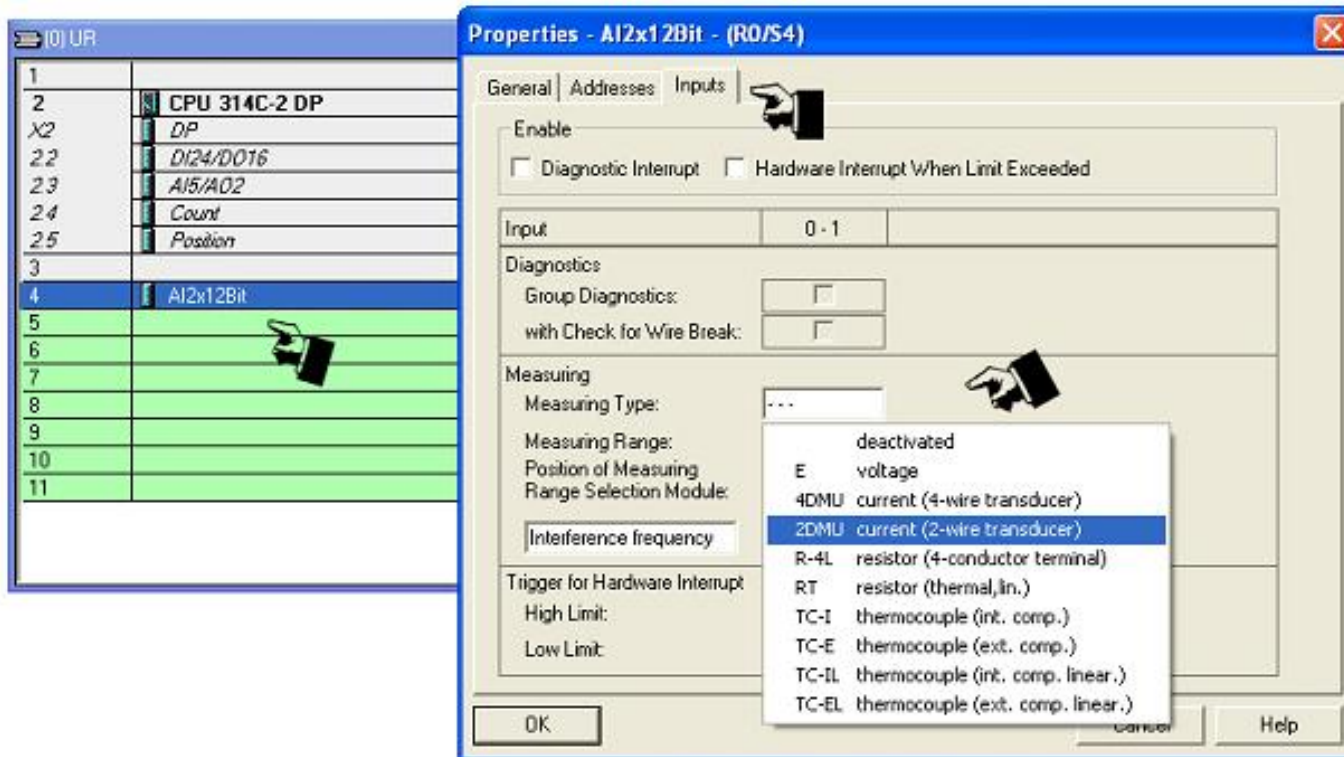 (0) UR
1
2 CPU 314C-2 DP
X2 DP
2.2 DI24/DO16
2.3 AI5/AO2
2.4 Count
2.5 Position
3
4 AI2x12Bit
5
6
7
8
9
10
11
Properties - AI2x12Bit - (R0/S4)
General Addresses Inputs
Enable
Diagnostic Interrupt Hardware Interrupt When Limit Exceeded
Input 0 - 1
Diagnostics
Group Diagnostics:
with Check for Wire Break:
Measuring
Measuring Type: ---
Measuring Range:
Position of Measuring
Range Selection Module:
Interference frequency
Trigger for Hardware Interrupt
High Limit:
Low Limit:
deactivated
E voltage
4DMU current (4-wire transducer)
2DMU current (2-wire transducer)
R-4L resistor (4-conductor terminal)
RT resistor (thermal,lin.)
TC-I thermocouple (int. comp.)
TC-E thermocouple (ext. comp.)
TC-IL thermocouple (int. comp. linear.)
TC-EL thermocouple (ext. comp. linear.)
OK Cancel Help